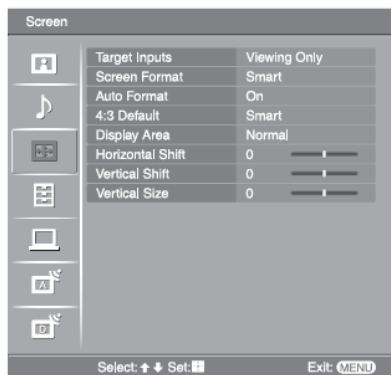 Screen
Target Inputs Viewing Only
Screen Format Smart
Auto Format On
4:3 Default Smart
Display Area Normal
Horizontal Shift 0
Vertical Shift 0
Vertical Size 0
A
D
Select: Set: Exit: MENU